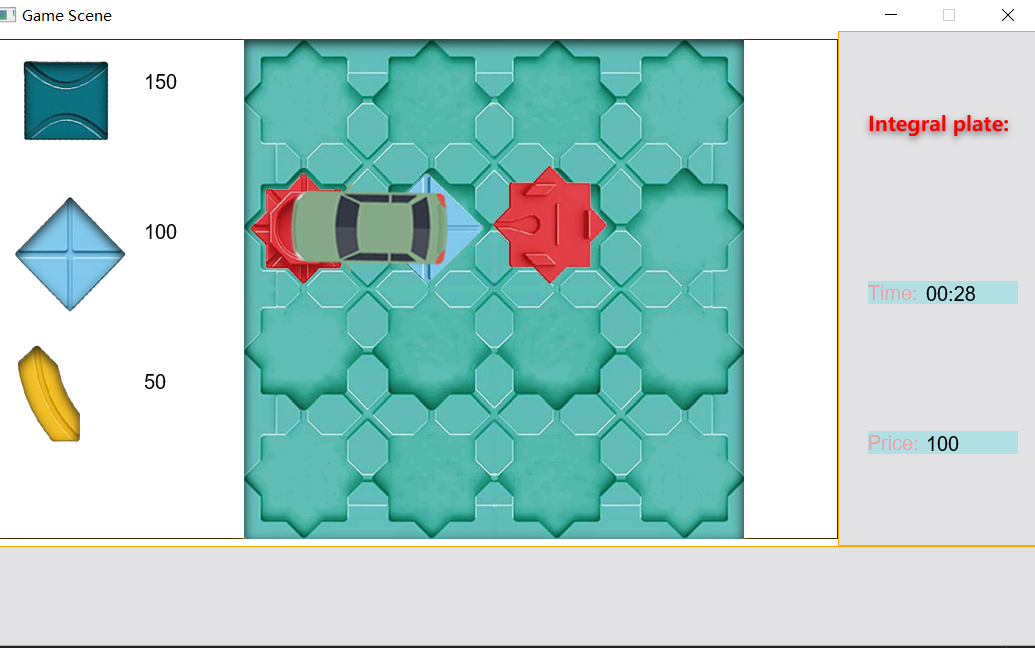 Game Scene
150
100
50
Integral plate:
Time: 00:28
Price: 100